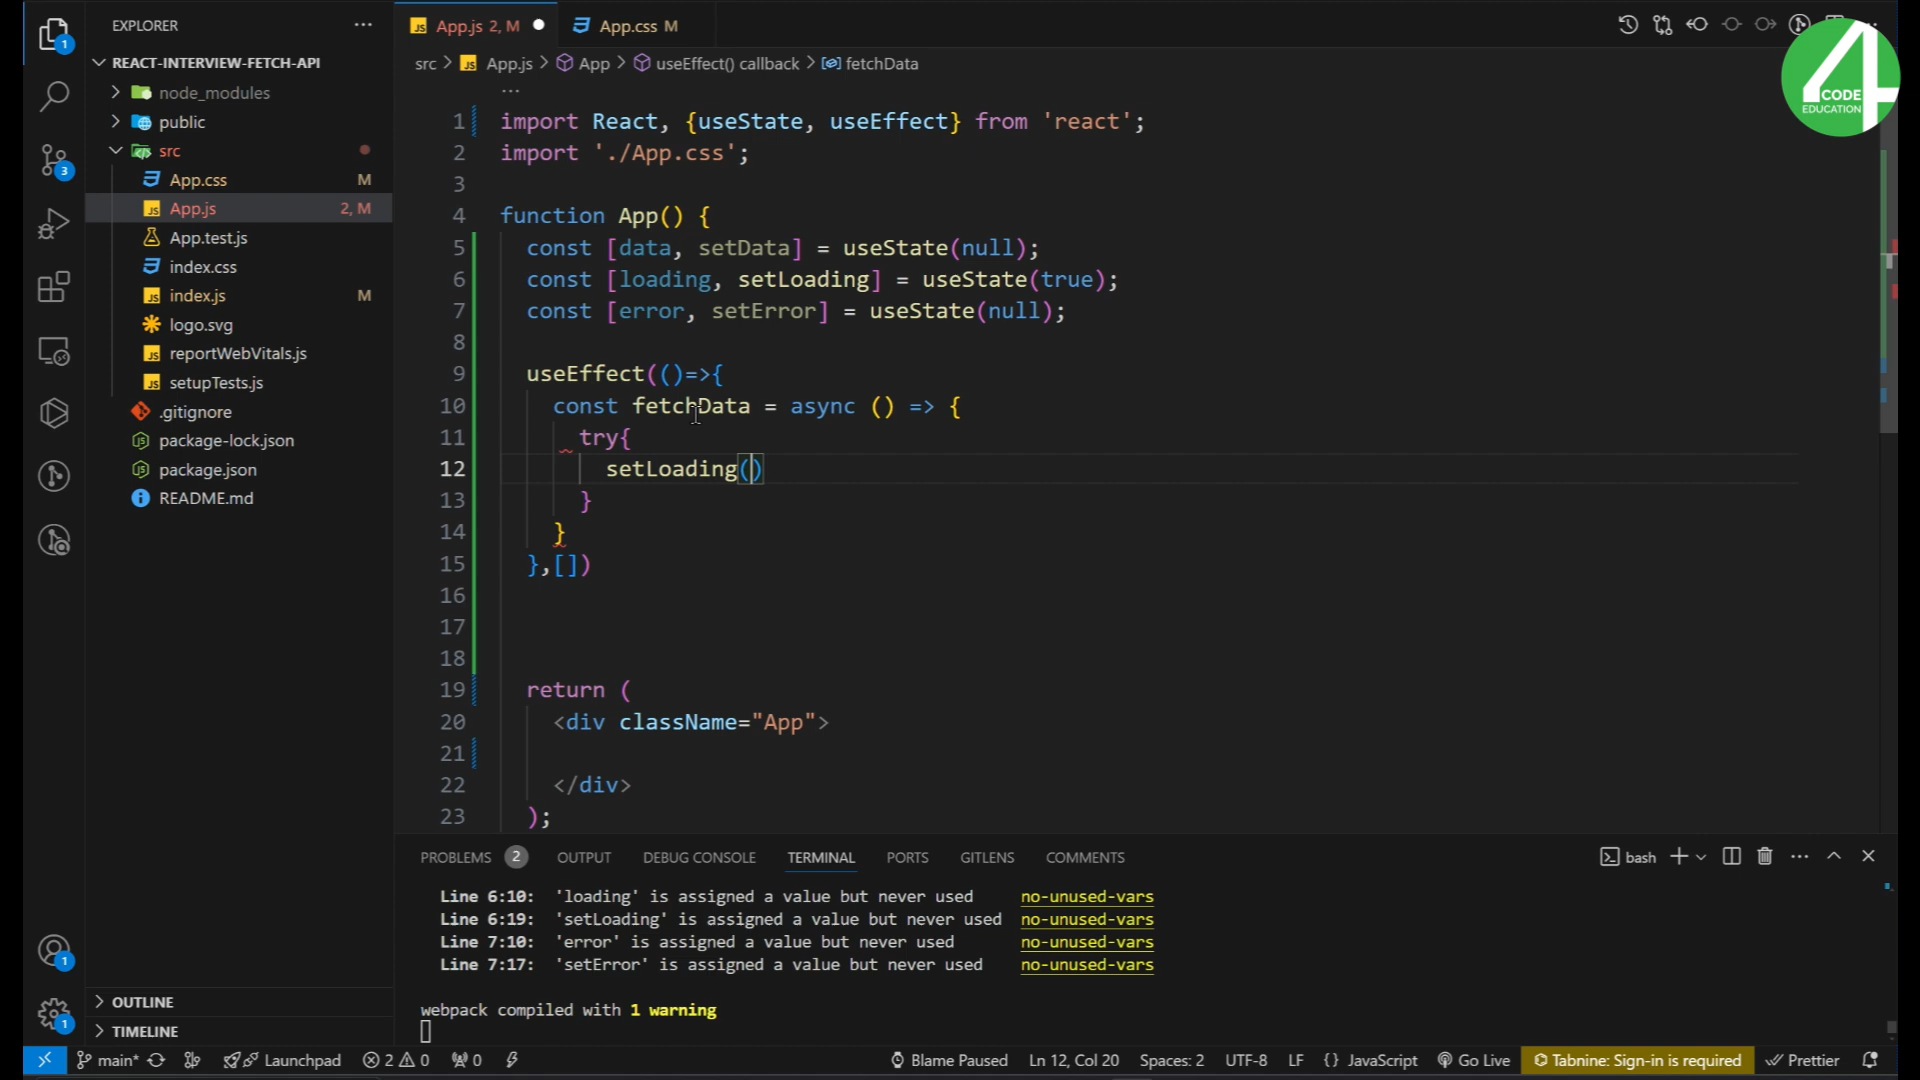 EXPLORER
REACT-INTERVIEW-FETCH-API
node_modules
public
src
App.css M
App.js 2, M
App.test.js
index.css
index.js M
logo.svg
reportWebVitals.js
setupTests.js
.gitignore
package-lock.json
package.json
README.md
OUTLINE
TIMELINE
1
3
1
1
App.js 2, M
App.css M
4 CODE EDUCATION
src > App.js > App > useEffect() callback > fetchData
1 import React, {useState, useEffect} from 'react';
2 import './App.css';
3
4 function App() {
5 const [data, setData] = useState(null);
6 const [loading, setLoading] = useState(true);
7 const [error, setError] = useState(null);
8
9 useEffect(()=>{
10 const fetchData = async () => {
11 try{
12 setLoading()
13 }
14 }
15 },[])
16
17
18
19 return (
20 <div className="App">
21
22 </div>
23 );
PROBLEMS 2 OUTPUT DEBUG CONSOLE TERMINAL PORTS GITLENS COMMENTS
bash
Line 6:10: 'loading' is assigned a value but never used no-unused-vars
Line 6:19: 'setLoading' is assigned a value but never used no-unused-vars
Line 7:10: 'error' is assigned a value but never used no-unused-vars
Line 7:17: 'setError' is assigned a value but never used no-unused-vars
webpack compiled with 1 warning
main* Launchpad 2 0 0 Blame Paused Ln 12, Col 20 Spaces: 2 UTF-8 LF {} JavaScript Go Live Tabnine: Sign-in is required Prettier